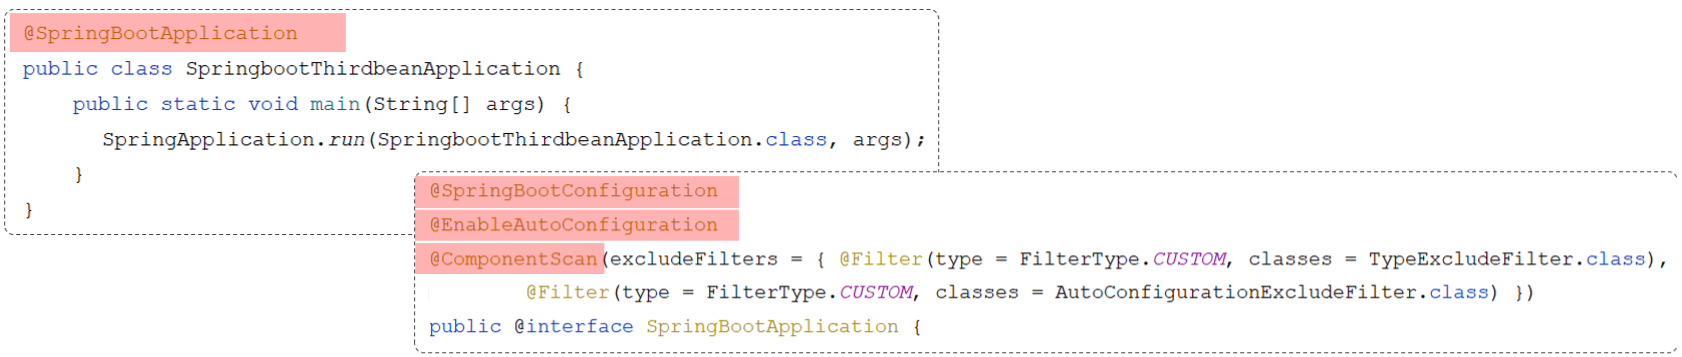 @SpringBootApplication
public class SpringbootThirdbeanApplication {
    public static void main(String[] args) {
        SpringApplication.run(SpringbootThirdbeanApplication.class, args);
    }
}
@SpringBootConfiguration
@EnableAutoConfiguration
@ComponentScan(excludeFilters = { @Filter(type = FilterType.CUSTOM, classes = TypeExcludeFilter.class),
        @Filter(type = FilterType.CUSTOM, classes = AutoConfigurationExcludeFilter.class) })
public @interface SpringBootApplication {